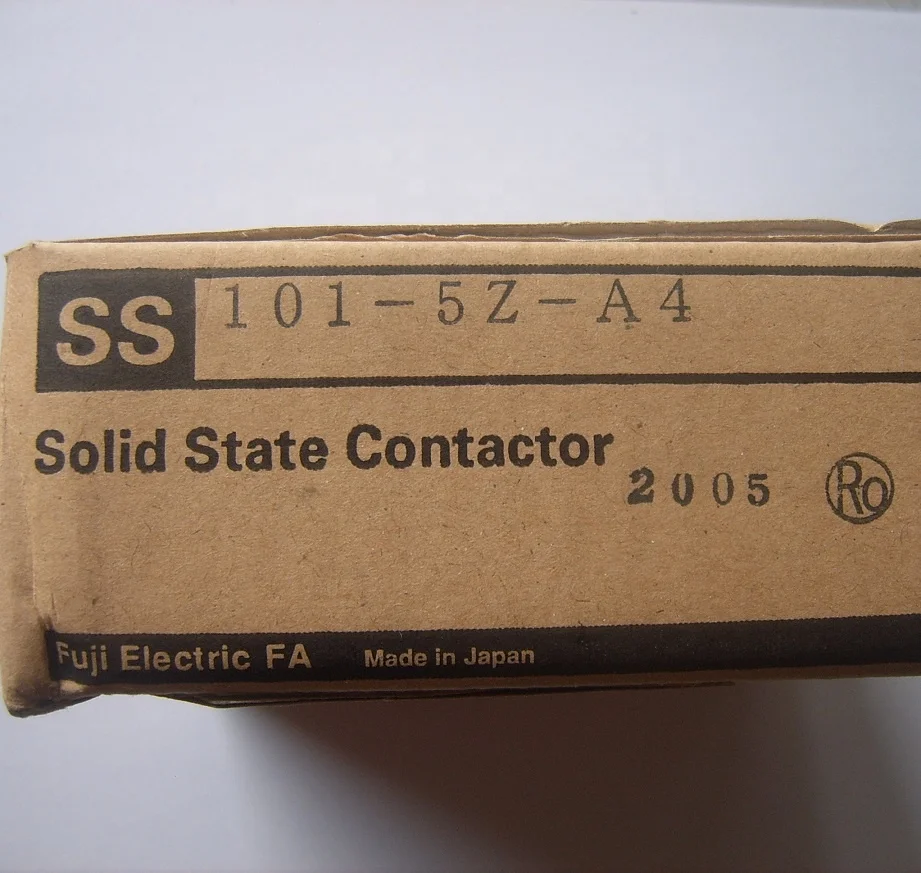 SS 101-5Z-A4
Solid State Contactor
2005 Ro
Fuji Electric FA Made in Japan